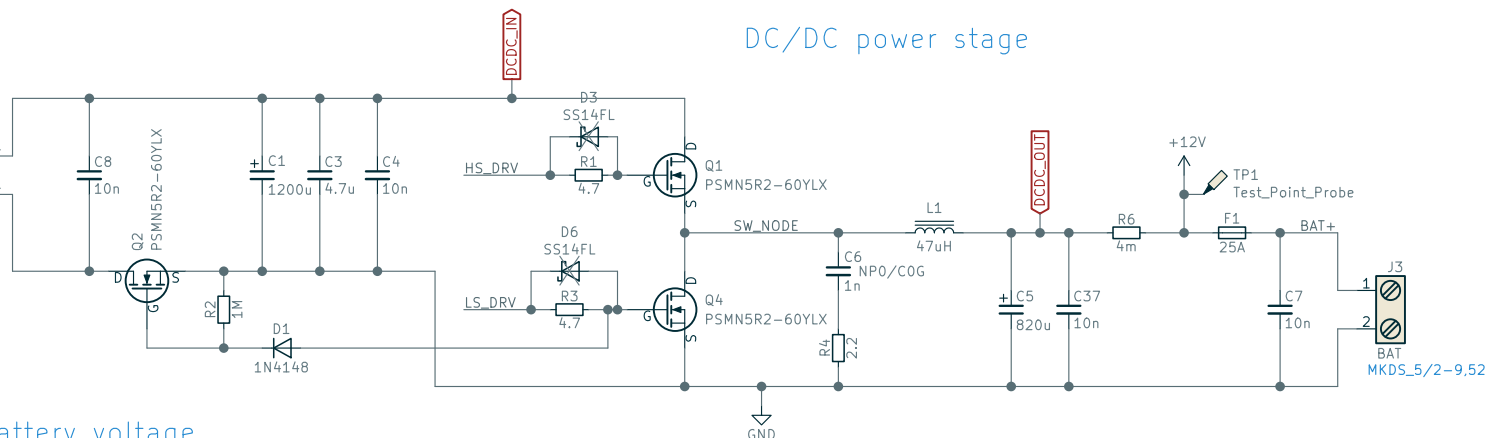 DC/DC power stage
DCDC_IN
D3
SS14FL
HS_DRV
R1
4.7
D
G
S
Q1
PSMN5R2-60YLX
C8
10n
Q2
PSMN5R2-60YLX
D
S
G
+
C1
1200u
C3
4.7u
C4
10n
R2
1M
D1
1N4148
SW_NODE
D6
SS14FL
LS_DRV
R3
4.7
D
G
S
Q4
PSMN5R2-60YLX
C6
NP0/C0G
1n
R4
2.2
L1
47uH
DCDC_OUT
+
C5
820u
C37
10n
R6
4m
+12V
TP1
Test_Point_Probe
F1
25A
BAT+
C7
10n
J3
1
2
BAT
MKDS_5/2-9,52
GND
attery voltage